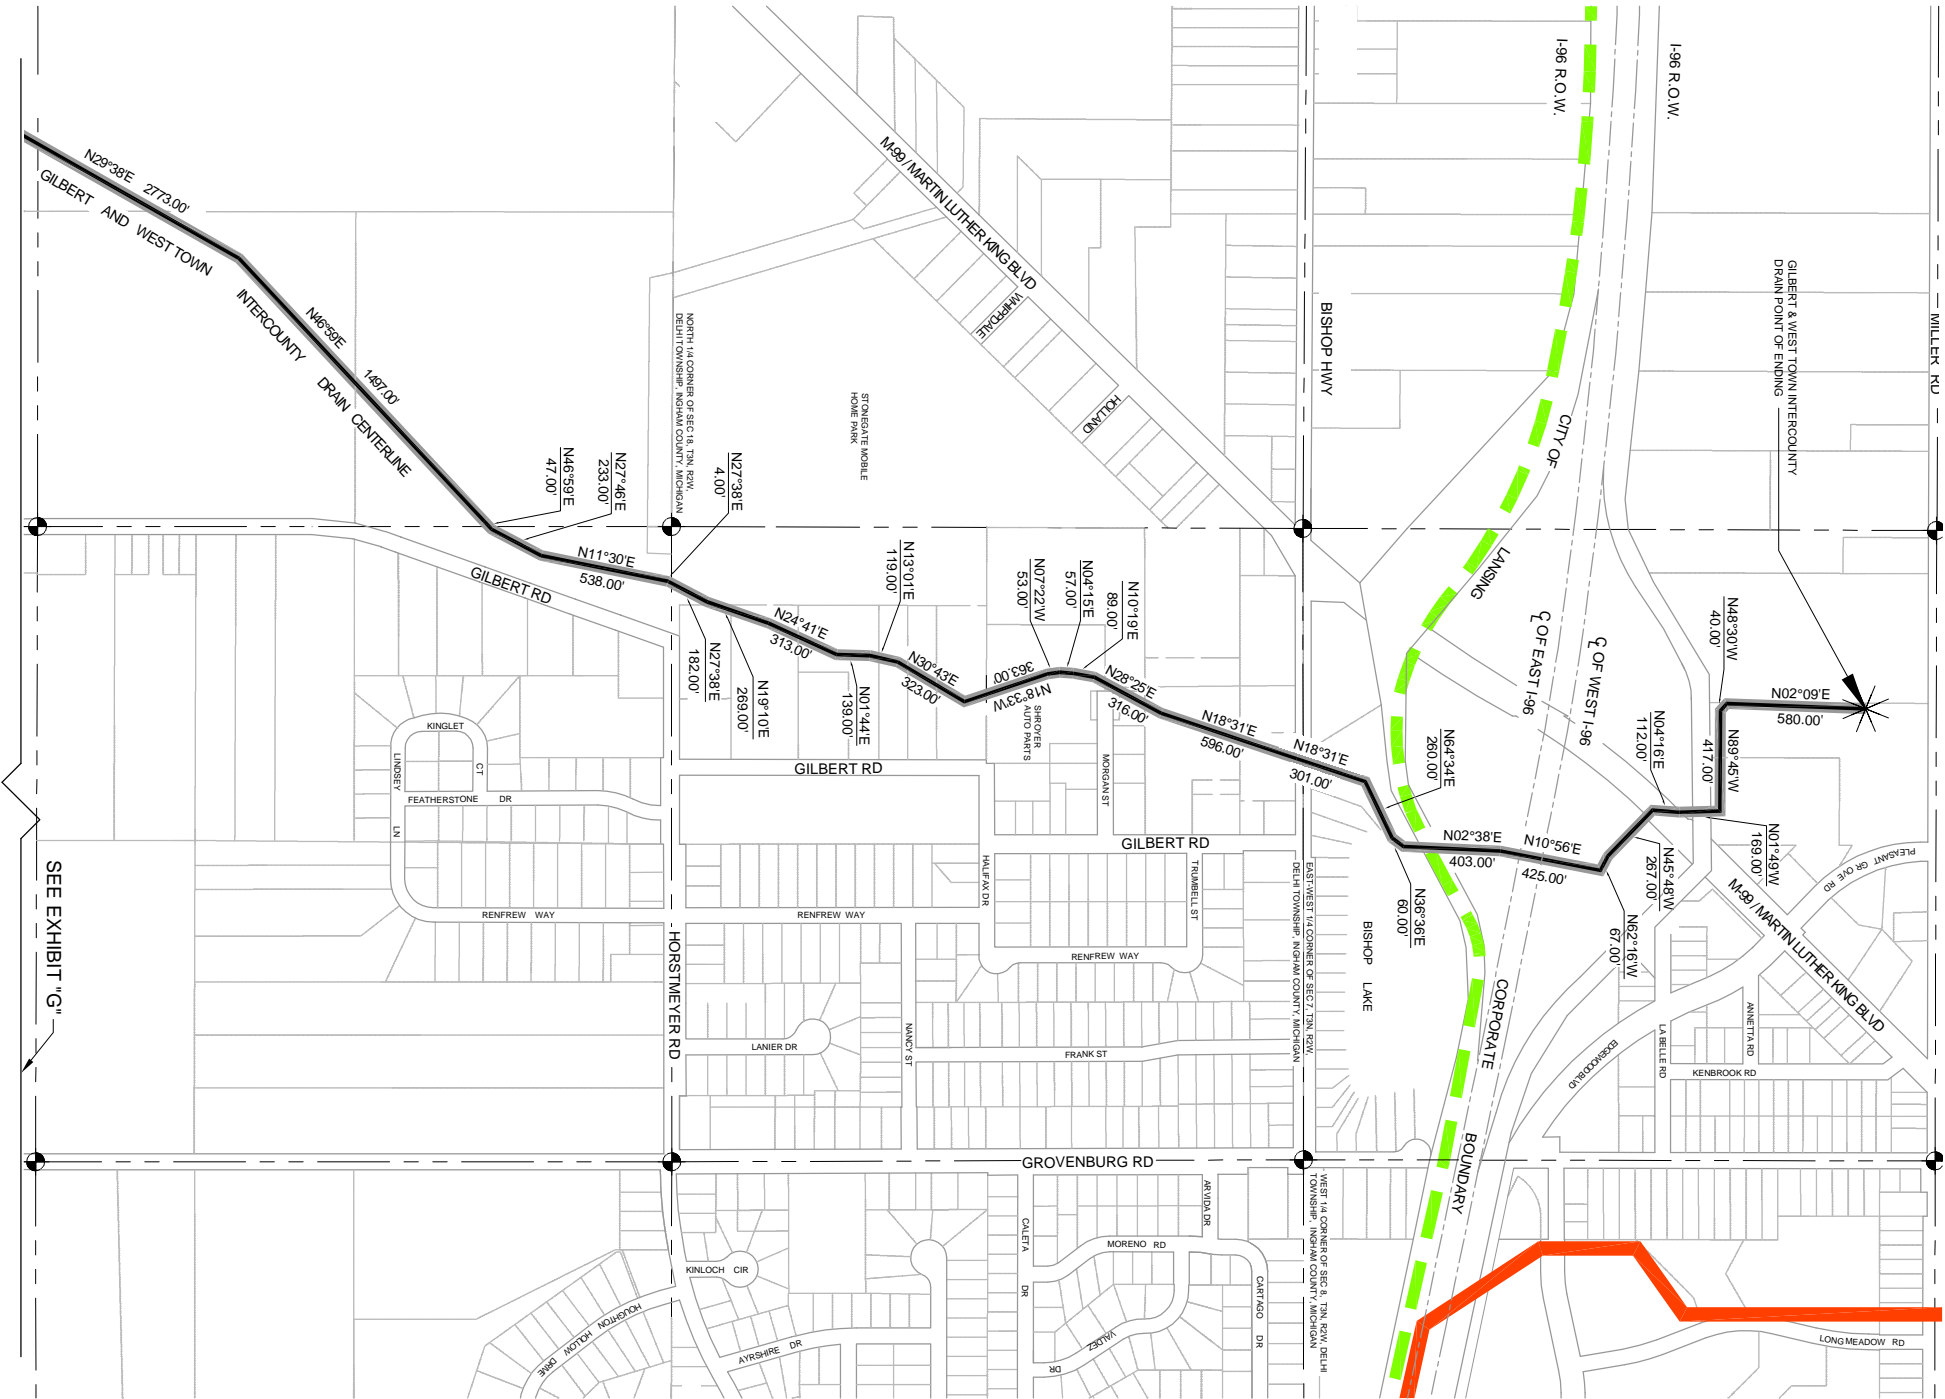 I-96 R.O.W.
I-96 R.O.W.
MILLER RD
GILBERT & WEST TOWN INTERCOUNTY
DRAIN POINT OF ENDING
M-99 / MARTIN LUTHER KING BLVD
WHIPPDALE
HOLLAND
BISHOP HWY
CITY OF
LANSING
CORPORATE
BOUNDARY
N29°38'E 2773.00'
GILBERT AND WEST TOWN
INTERCOUNTY
DRAIN CENTERLINE
N46°59'E
1497.00'
NORTH 1/4 CORNER OF SEC 18, T3N, R2W,
DELHI TOWNSHIP, INGHAM COUNTY, MICHIGAN
STONEGATE MOBILE
HOME PARK
N46°59'E
47.00'
N27°46'E
233.00'
N27°38'E
4.00'
N11°30'E
538.00'
GILBERT RD
N27°38'E
182.00'
N19°10'E
269.00'
N24°41'E
313.00'
N01°44'E
139.00'
N13°01'E
119.00'
N30°43'E
323.00'
N18°33'W
363.00'
N07°22'W
53.00'
N04°15'E
57.00'
N10°19'E
89.00'
N28°25'E
316.00'
N18°31'E
596.00'
N18°31'E
301.00'
N64°34'E
260.00'
N36°36'E
60.00'
N02°38'E
403.00'
N10°56'E
425.00'
N62°16'W
67.00'
N45°48'W
267.00'
N04°16'E
112.00'
N01°49'W
169.00'
N89°45'W
417.00'
N48°30'W
40.00'
N02°09'E
580.00'
℄ OF EAST I-96
℄ OF WEST I-96
SHROYER
AUTO PARTS
MORGAN ST
GILBERT RD
GILBERT RD
KINGLET
CT
LINDSEY
LN
FEATHERSTONE DR
RENFREW WAY
RENFREW WAY
RENFREW WAY
HALIFAX DR
TRUMBELL ST
EAST-WEST 1/4 CORNER OF SEC 7, T3N, R2W,
DELHI TOWNSHIP, INGHAM COUNTY, MICHIGAN
BISHOP LAKE
PLEASANT GROVE RD
M-99 / MARTIN LUTHER KING BLVD
ANNETTA RD
LABELLE RD
KENBROOK RD
EDGEWOOD BLVD
SEE EXHIBIT "G"
HORSTMEYER RD
LANIER DR
NANCY ST
FRANK ST
GROVENBURG RD
WEST 1/4 CORNER OF SEC 8, T3N, R2W, DELHI
TOWNSHIP, INGHAM COUNTY, MICHIGAN
ARVIDA DR
CALETA DR
MORENO RD
CARTAGO DR
VALDEZ DR
KINLOCH CIR
AYRSHIRE DR
HOUGHTON
HOLLOW DRIVE
LONGMEADOW RD